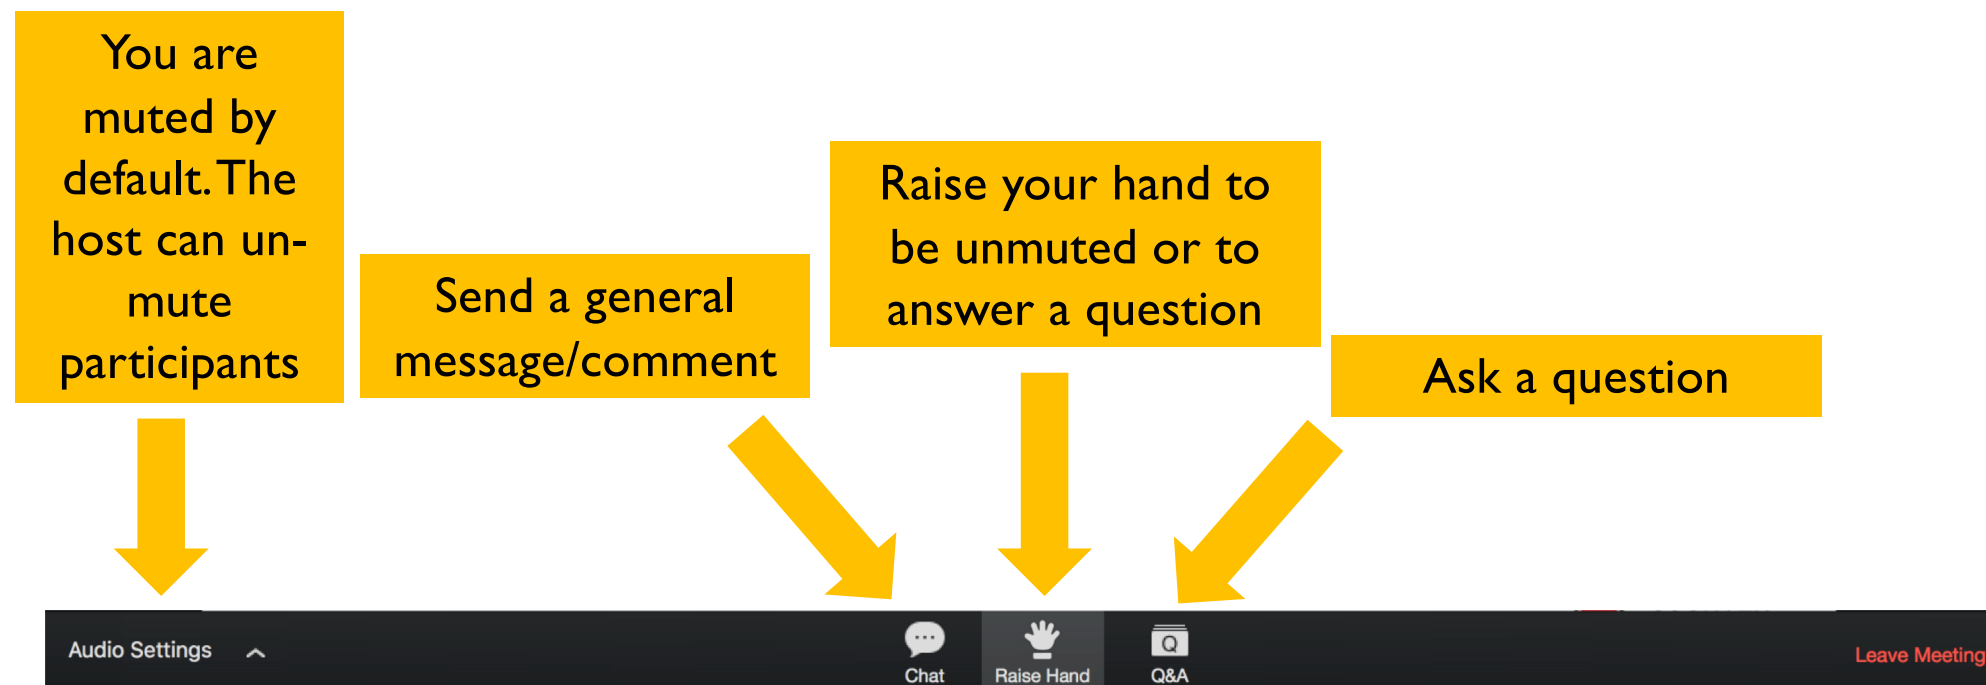 You are
muted by
default. The
host can un-
mute
participants
Send a general
message/comment
Raise your hand to
be unmuted or to
answer a question
Ask a question
Audio Settings
Chat
Raise Hand
Q
Q&A
Leave Meeting